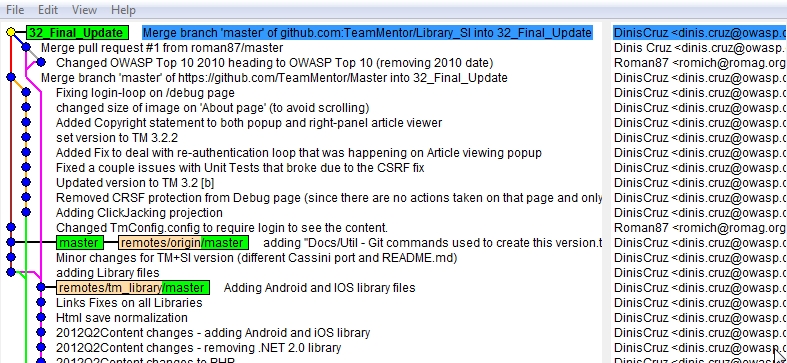 File Edit View Help
32_Final_Update Merge branch 'master' of github.com:TeamMentor/Library_SI into 32_Final_Update DinisCruz <dinis.cruz@owasp.
Merge pull request #1 from roman87/master Dinis Cruz <dinis.cruz@owasp.
Changed OWASP Top 10 2010 heading to OWASP Top 10 (removing 2010 date) Roman87 <romich@romag.org
Merge branch 'master' of https://github.com/TeamMentor/Master into 32_Final_Update DinisCruz <dinis.cruz@owasp.c
Fixing login-loop on /debug page DinisCruz <dinis.cruz@owasp.c
changed size of image on 'About page' (to avoid scrolling) DinisCruz <dinis.cruz@owasp.c
Added Copyright statement to both popup and right-panel article viewer DinisCruz <dinis.cruz@owasp.c
set version to TM 3.2.2 DinisCruz <dinis.cruz@owasp.c
Added Fix to deal with re-authentication loop that was happening on Article viewing popup DinisCruz <dinis.cruz@owasp.c
Fixed a couple issues with Unit Tests that broke due to the CSRF fix DinisCruz <dinis.cruz@owasp.c
Updated version to TM 3.2 [b] DinisCruz <dinis.cruz@owasp.c
Removed CRSF protection from Debug page (since there are no actions taken on that page and only DinisCruz <dinis.cruz@owasp.c
Adding ClickJacking projection DinisCruz <dinis.cruz@owasp.c
Changed TmConfig.config to require login to see the content. Roman87 <romich@romag.org
master remotes/origin/master adding "Docs/Util - Git commands used to create this version.t DinisCruz <dinis.cruz@owasp.c
Minor changes for TM+SI version (different Cassini port and README.md) DinisCruz <dinis.cruz@owasp.c
adding Library files DinisCruz <dinis.cruz@owasp.c
remotes/tm_library/master Adding Android and IOS library files DinisCruz <dinis.cruz@owasp.c
Links Fixes on all Libraries DinisCruz <dinis.cruz@owasp.c
Html save normalization DinisCruz <dinis.cruz@owasp.c
2012Q2Content changes - adding Android and iOS library DinisCruz <dinis.cruz@owasp.c
2012Q2Content changes - removing .NET 2.0 library DinisCruz <dinis.cruz@owasp.c
2012Q2Content changes to PHP DinisCruz <dinis.cruz@owasp.c